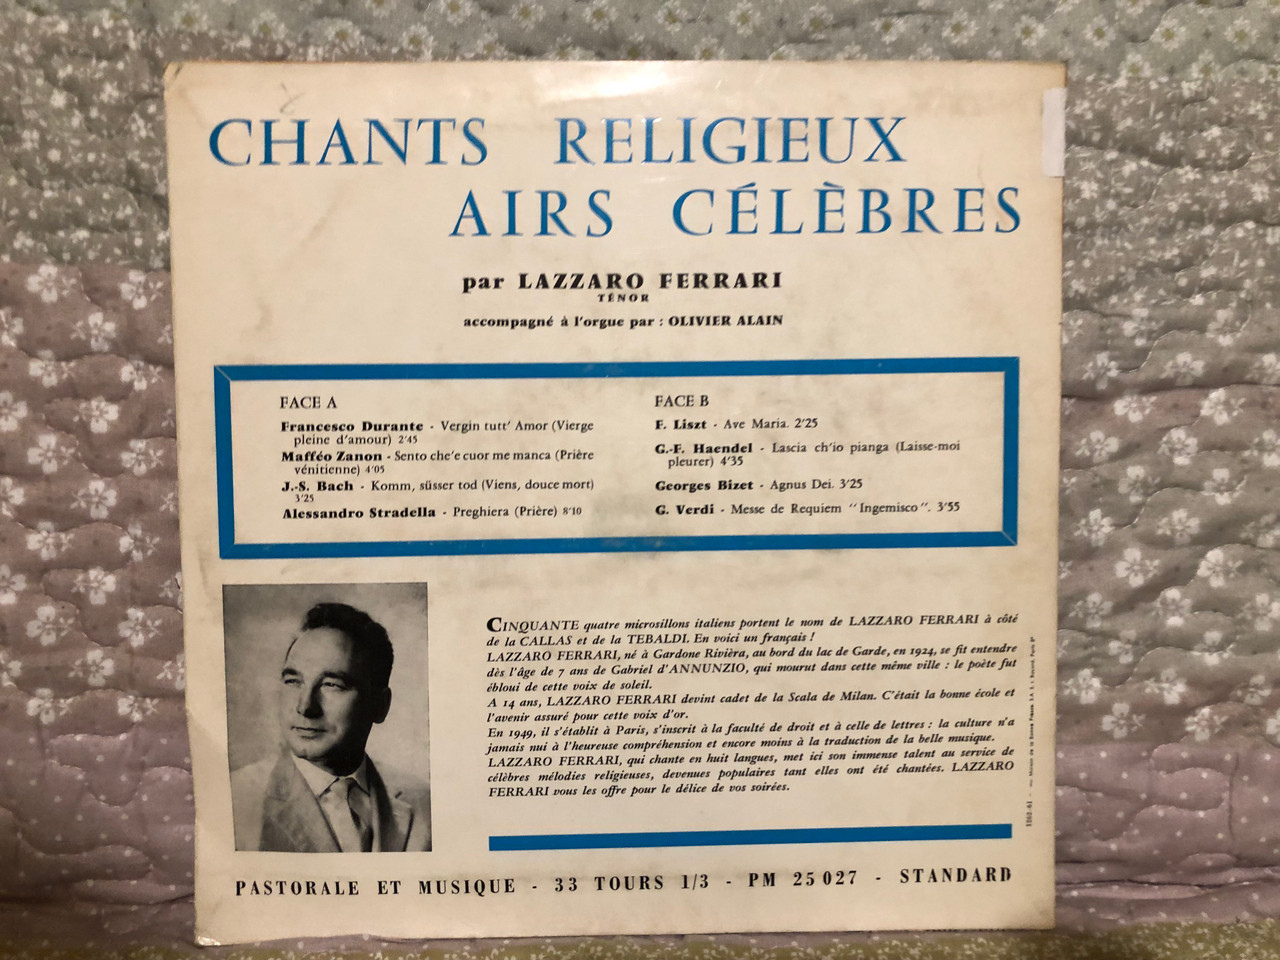 CHANTS RELIGIEUX
AIRS CÉLÈBRES
par LAZZARO FERRARI
TÉNOR
accompagné à l'orgue par : OLIVIER ALAIN
FACE A
Francesco Durante - Vergin tutt' Amor (Vierge
pleine d'amour) 2'45
Mafféo Zanon - Sento che'e cuor me manca (Prière
vénitienne) 4'05
J.-S. Bach - Komm, süsser tod (Viens, douce mort)
3'25
Alessandro Stradella - Preghiera (Prière) 8'10
FACE B
F. Liszt - Ave Maria. 2'25
G.-F. Haendel - Lascia ch'io pianga (Laisse-moi
pleurer) 4'35
Georges Bizet - Agnus Dei. 3'25
G. Verdi - Messe de Requiem "Ingemisco". 3'55
CINQUANTE quatre microsillons italiens portent le nom de LAZZARO FERRARI à côté
de la CALLAS et de la TEBALDI. En voici un français !
LAZZARO FERRARI, né à Gardone Rivièra, au bord du lac de Garde, en 1924, se fit entendre
dès l'âge de 7 ans de Gabriel d'ANNUNZIO, qui mourut dans cette même ville : le poète fut
ébloui de cette voix de soleil.
A 14 ans, LAZZARO FERRARI devint cadet de la Scala de Milan. C'était la bonne école et
l'avenir assuré pour cette voix d'or.
En 1949, il s'établit à Paris, s'inscrit à la faculté de droit et à celle de lettres : la culture n'a
jamais nui à l'heureuse compréhension et encore moins à la traduction de la belle musique.
LAZZARO FERRARI, qui chante en huit langues, met ici son immense talent au service de
célèbres mélodies religieuses, devenues populaires tant elles ont été chantées. LAZZARO
FERRARI vous les offre pour le délice de vos soirées.
PASTORALE ET MUSIQUE - 33 TOURS 1/3 - PM 25 027 - STANDARD